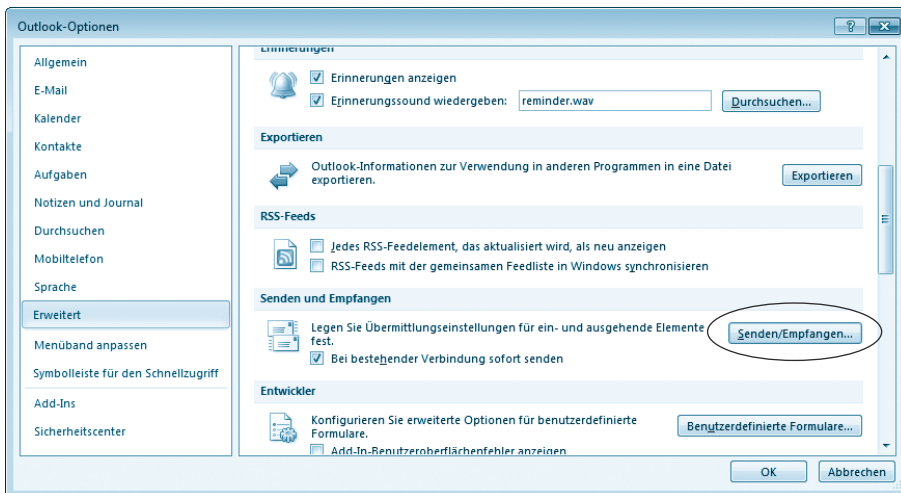 Outlook-Optionen
Allgemein
E-Mail
Kalender
Kontakte
Aufgaben
Notizen und Journal
Durchsuchen
Mobiltelefon
Sprache
Erweitert
Menüband anpassen
Symbolleiste für den Schnellzugriff
Add-Ins
Sicherheitscenter
Erinnerungen
Erinnerungen anzeigen
Erinnerungssound wiedergeben: reminder.wav Durchsuchen...
Exportieren
Outlook-Informationen zur Verwendung in anderen Programmen in eine Datei
exportieren.
Exportieren
RSS-Feeds
Jedes RSS-Feedelement, das aktualisiert wird, als neu anzeigen
RSS-Feeds mit der gemeinsamen Feedliste in Windows synchronisieren
Senden und Empfangen
Legen Sie Übermittlungseinstellungen für ein- und ausgehende Elemente
fest.
Senden/Empfangen...
Bei bestehender Verbindung sofort senden
Entwickler
Konfigurieren Sie erweiterte Optionen für benutzerdefinierte
Formulare.
Benutzerdefinierte Formulare...
Add-In-Benutzeroberflächenfehler anzeigen
OK Abbrechen